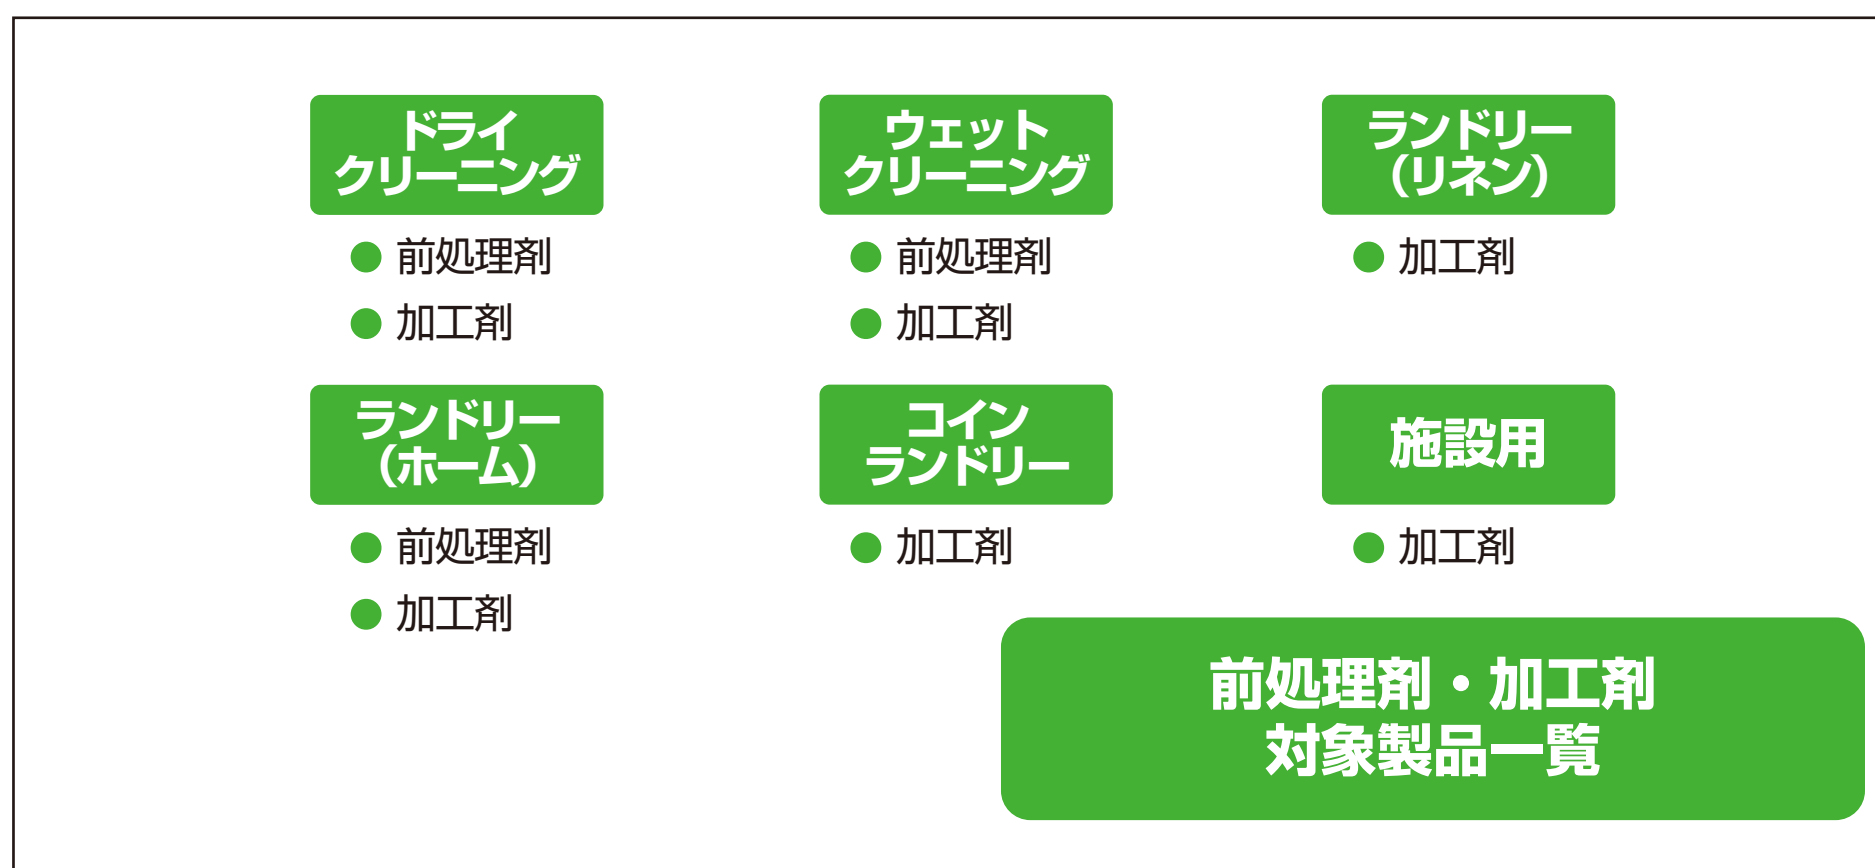 ドライ
クリーニング
● 前処理剤
● 加工剤
ウェット
クリーニング
● 前処理剤
● 加工剤
ランドリー
（リネン）
● 加工剤
ランドリー
（ホーム）
● 前処理剤
● 加工剤
コイン
ランドリー
● 加工剤
施設用
● 加工剤
前処理剤・加工剤
対象製品一覧